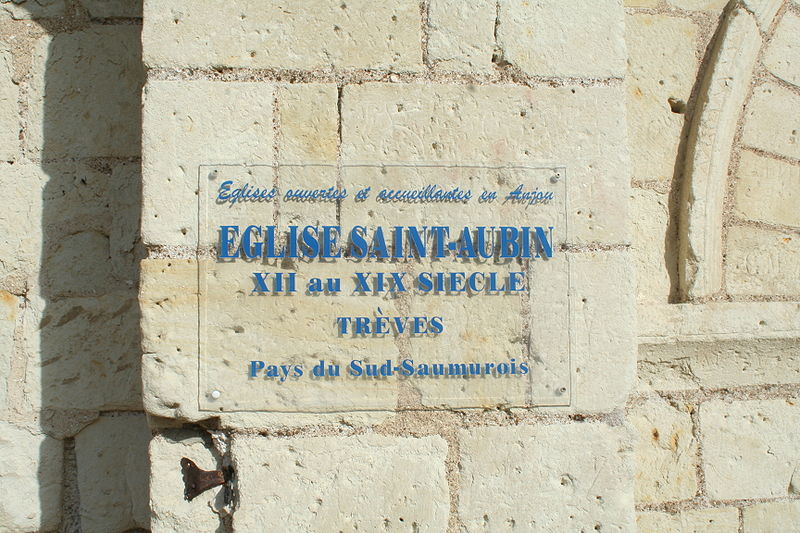 Eglises ouvertes et accueillantes en Anjou
EGLISE SAINT-AUBIN
XII au XIX SIECLE
TRÈVES
Pays du Sud-Saumurois